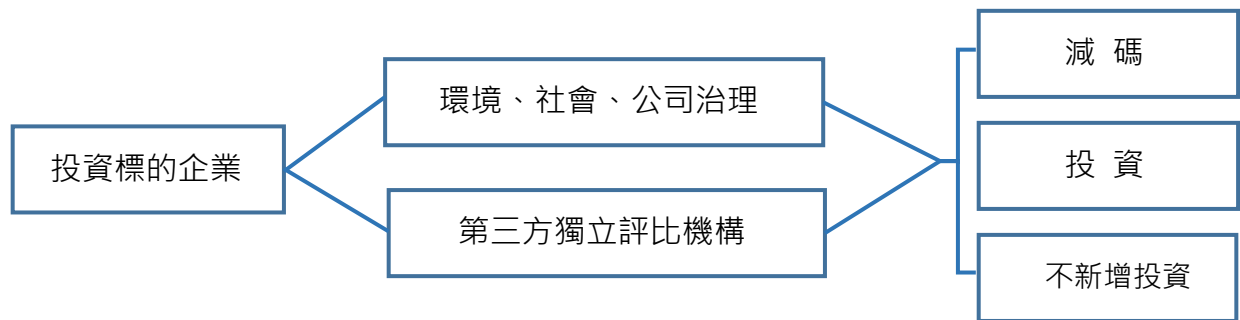 投資標的企業
環境、社會、公司治理
第三方獨立評比機構
減 碼
投 資
不新增投資